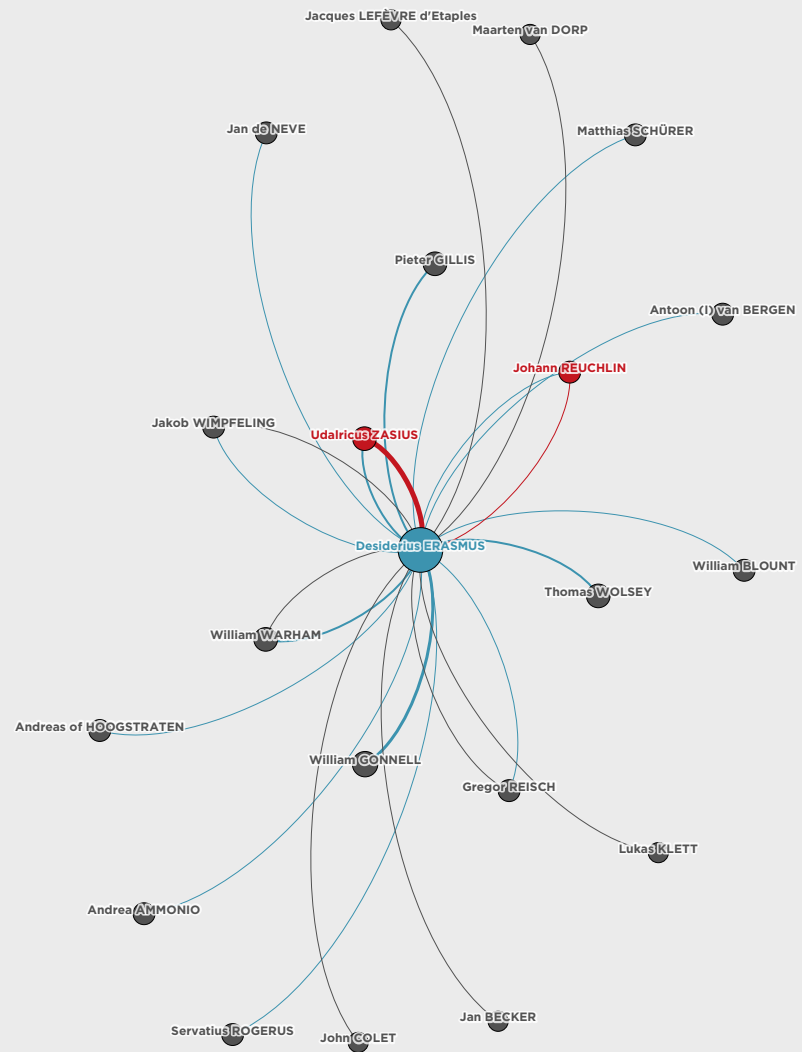 Jacques LEFÈVRE d'Etaples
Maarten van DORP
Jan de NEVE
Matthias SCHÜRER
Pieter GILLIS
Antoon (I) van BERGEN
Johann REUCHLIN
Jakob WIMPFELING
Udalricus ZASIUS
Desiderius ERASMUS
William BLOUNT
Thomas WOLSEY
William WARHAM
Andreas of HOOGSTRATEN
William GONNELL
Gregor REISCH
Lukas KLETT
Andrea AMMONIO
Jan BECKER
Servatius ROGERUS
John COLET